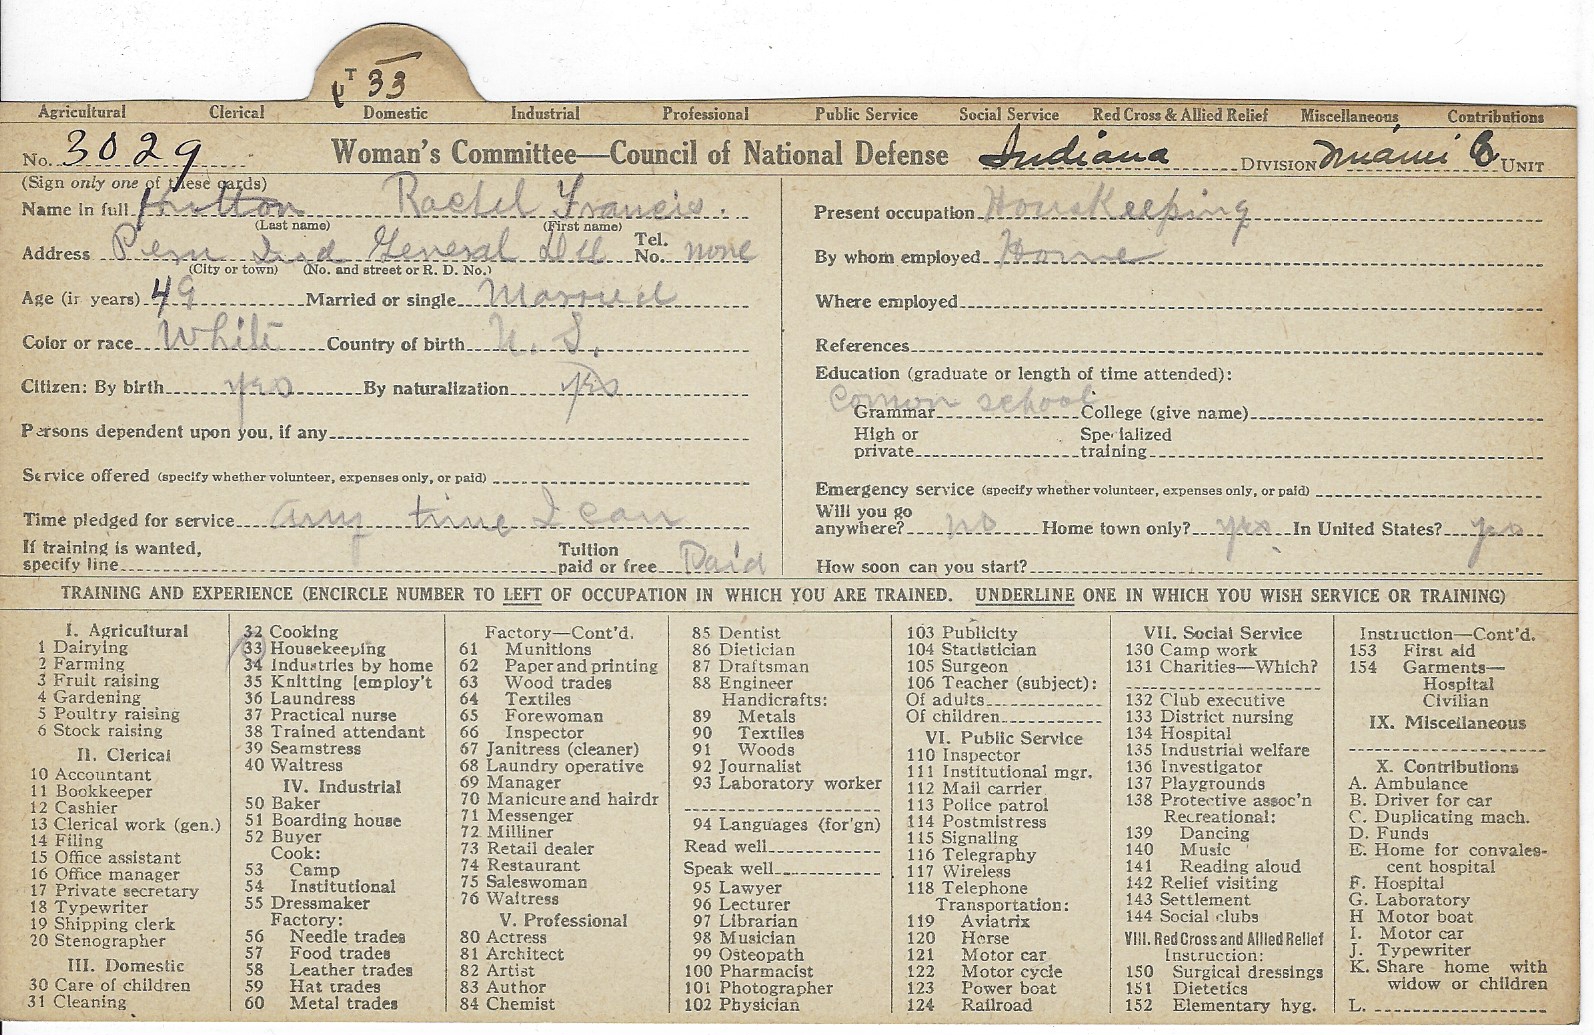 T 33
Agricultural Clerical Domestic Industrial Professional Public Service Social Service Red Cross & Allied Relief Miscellaneous Contributions
No. 3029 Woman's Committee—Council of National Defense Indiana DIVISION Miami 6 UNIT
(Sign only one of these cards)
Name in full Hutton Rachel Francis.
(Last name) (First name)
Address Peru Ind General Del Tel. No. none
(City or town) (No. and street or R. D. No.)
Age (in years) 49 Married or single Married
Color or race White Country of birth U. S.
Citizen: By birth yes By naturalization yes
Persons dependent upon you, if any
Service offered (specify whether volunteer, expenses only, or paid)
Time pledged for service any time I can
If training is wanted, specify line Tuition paid or free Paid
Present occupation HousKeeping
By whom employed Home
Where employed
References
Education (graduate or length of time attended):
comon school
Grammar College (give name)
High or private Specialized training
Emergency service (specify whether volunteer, expenses only, or paid)
Will you go anywhere? no Home town only? yes In United States? yes
How soon can you start?
TRAINING AND EXPERIENCE (ENCIRCLE NUMBER TO LEFT OF OCCUPATION IN WHICH YOU ARE TRAINED. UNDERLINE ONE IN WHICH YOU WISH SERVICE OR TRAINING)
I. Agricultural
1 Dairying
2 Farming
3 Fruit raising
4 Gardening
5 Poultry raising
6 Stock raising
II. Clerical
10 Accountant
11 Bookkeeper
12 Cashier
13 Clerical work (gen.)
14 Filing
15 Office assistant
16 Office manager
17 Private secretary
18 Typewriter
19 Shipping clerk
20 Stenographer
III. Domestic
30 Care of children
31 Cleaning
32 Cooking
33 Housekeeping
34 Industries by home
35 Knitting [employ't
36 Laundress
37 Practical nurse
38 Trained attendant
39 Seamstress
40 Waitress
IV. Industrial
50 Baker
51 Boarding house
52 Buyer
Cook:
53 Camp
54 Institutional
55 Dressmaker
Factory:
56 Needle trades
57 Food trades
58 Leather trades
59 Hat trades
60 Metal trades
Factory—Cont'd.
61 Munitions
62 Paper and printing
63 Wood trades
64 Textiles
65 Forewoman
66 Inspector
67 Janitress (cleaner)
68 Laundry operative
69 Manager
70 Manicure and hairdr
71 Messenger
72 Milliner
73 Retail dealer
74 Restaurant
75 Saleswoman
76 Waitress
V. Professional
80 Actress
81 Architect
82 Artist
83 Author
84 Chemist
85 Dentist
86 Dietician
87 Draftsman
88 Engineer
Handicrafts:
89 Metals
90 Textiles
91 Woods
92 Journalist
93 Laboratory worker
94 Languages (for'gn)
Read well
Speak well
95 Lawyer
96 Lecturer
97 Librarian
98 Musician
99 Osteopath
100 Pharmacist
101 Photographer
102 Physician
103 Publicity
104 Statistician
105 Surgeon
106 Teacher (subject):
Of adults
Of children
VI. Public Service
110 Inspector
111 Institutional mgr.
112 Mail carrier
113 Police patrol
114 Postmistress
115 Signaling
116 Telegraphy
117 Wireless
118 Telephone
Transportation:
119 Aviatrix
120 Horse
121 Motor car
122 Motor cycle
123 Power boat
124 Railroad
VII. Social Service
130 Camp work
131 Charities—Which?
132 Club executive
133 District nursing
134 Hospital
135 Industrial welfare
136 Investigator
137 Playgrounds
138 Protective assoc'n
Recreational:
139 Dancing
140 Music
141 Reading aloud
142 Relief visiting
143 Settlement
144 Social clubs
VIII. Red Cross and Allied Relief
Instruction:
150 Surgical dressings
151 Dietetics
152 Elementary hyg.
Instruction—Cont'd.
153 First aid
154 Garments—
Hospital
Civilian
IX. Miscellaneous
X. Contributions
A. Ambulance
B. Driver for car
C. Duplicating mach.
D. Funds
E. Home for convales-
cent hospital
F. Hospital
G. Laboratory
H Motor boat
I. Motor car
J. Typewriter
K. Share home with
widow or children
L.